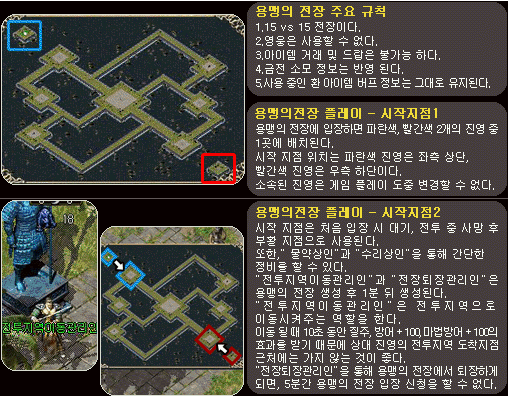 용맹의 전장 주요 규칙
1,15 vs 15 전장이다.
2,영웅은 사용할 수 없다.
3,아이템 거래 및 드랍은 불가능 하다.
4,금전 소모 정보는 반영 된다.
5,사용 중인 환 아이템 버프 정보는 그대로 유지된다.
용맹의전장 플레이 - 시작지점1
용맹의 전장에 입장하면 파란색, 빨간색 2개의 진영 중
1곳에 배치된다.
시작 지점 위치는 파란색 진영은 좌측 상단,
빨간색 진영은 우측 하단이다.
소속된 진영은 게임 플레이 도중 변경할 수 없다.
18
전투지역이동관리인
용맹의전장 플레이 - 시작지점2
시작 지점은 처음 입장 시 대기, 전투 중 사망 후
부활 지점으로 사용된다.
또한," 물약상인"과 "수리상인"을 통해 간단한
정비를 할 수 있다.
"전투지역이동관리인"과 "전장퇴장관리인"은
용맹의 전장 생성 후 1분 뒤 생성된다.
"전투지역이동관리인"은 전투지역으로
이동시켜주는 역할을 한다.
이동 될 때 10초 동안 질주, 방어+100,마법방어+100의
효과를 받기 때문에 상대 진영의 전투지역 도착지점
근처에는 가지 않는 것이 좋다.
"전장퇴장관리인"을 통해 용맹의 전장에서 퇴장하게
되면, 5분간 용맹의 전장 입장 신청을 할 수 없다.